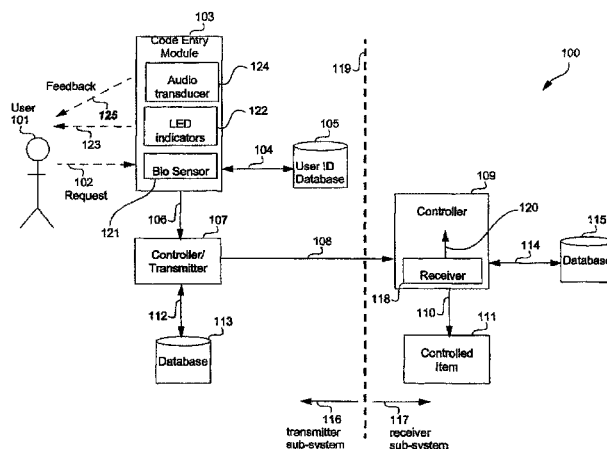 103
Code Entry
Module
119
100
Audio
transducer
124
Feedback
125
122
User
101
LED
indicators
123
105
109
104
User ID
Database
Controller
120
115
102
Request
Bio Sensor
106
121
107
108
Controller/
Transmitter
Receiver
118
114
Database
110
111
112
113
Controlled
Item
Database
116
117
transmitter
sub-system
receiver
sub-system